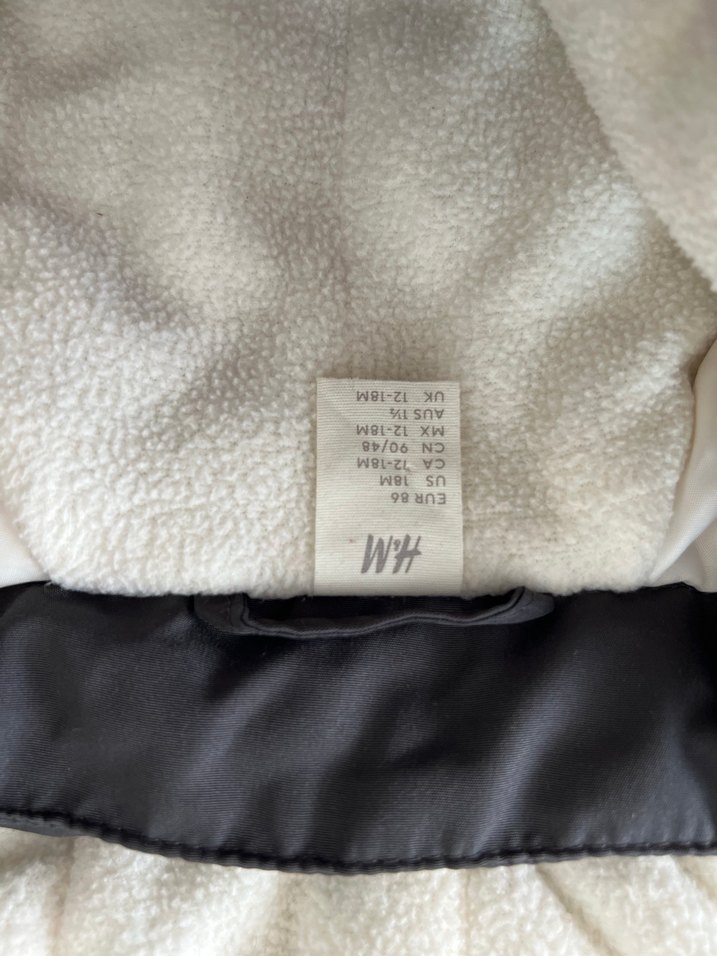 H&M
EUR 86
US 18M
CA 12-18M
CN 90/48
MX 12-18M
AUS 1½
UK 12-18M